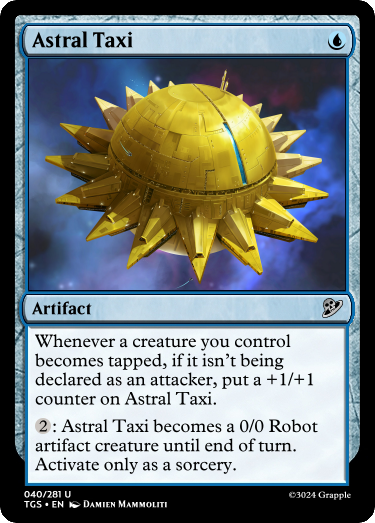 Astral Taxi
Artifact
Whenever a creature you control
becomes tapped, if it isn't being
declared as an attacker, put a +1/+1
counter on Astral Taxi.
2: Astral Taxi becomes a 0/0 Robot
artifact creature until end of turn.
Activate only as a sorcery.
040/281 U
TGS • EN Damien Mammoliti
©3024 Grapple